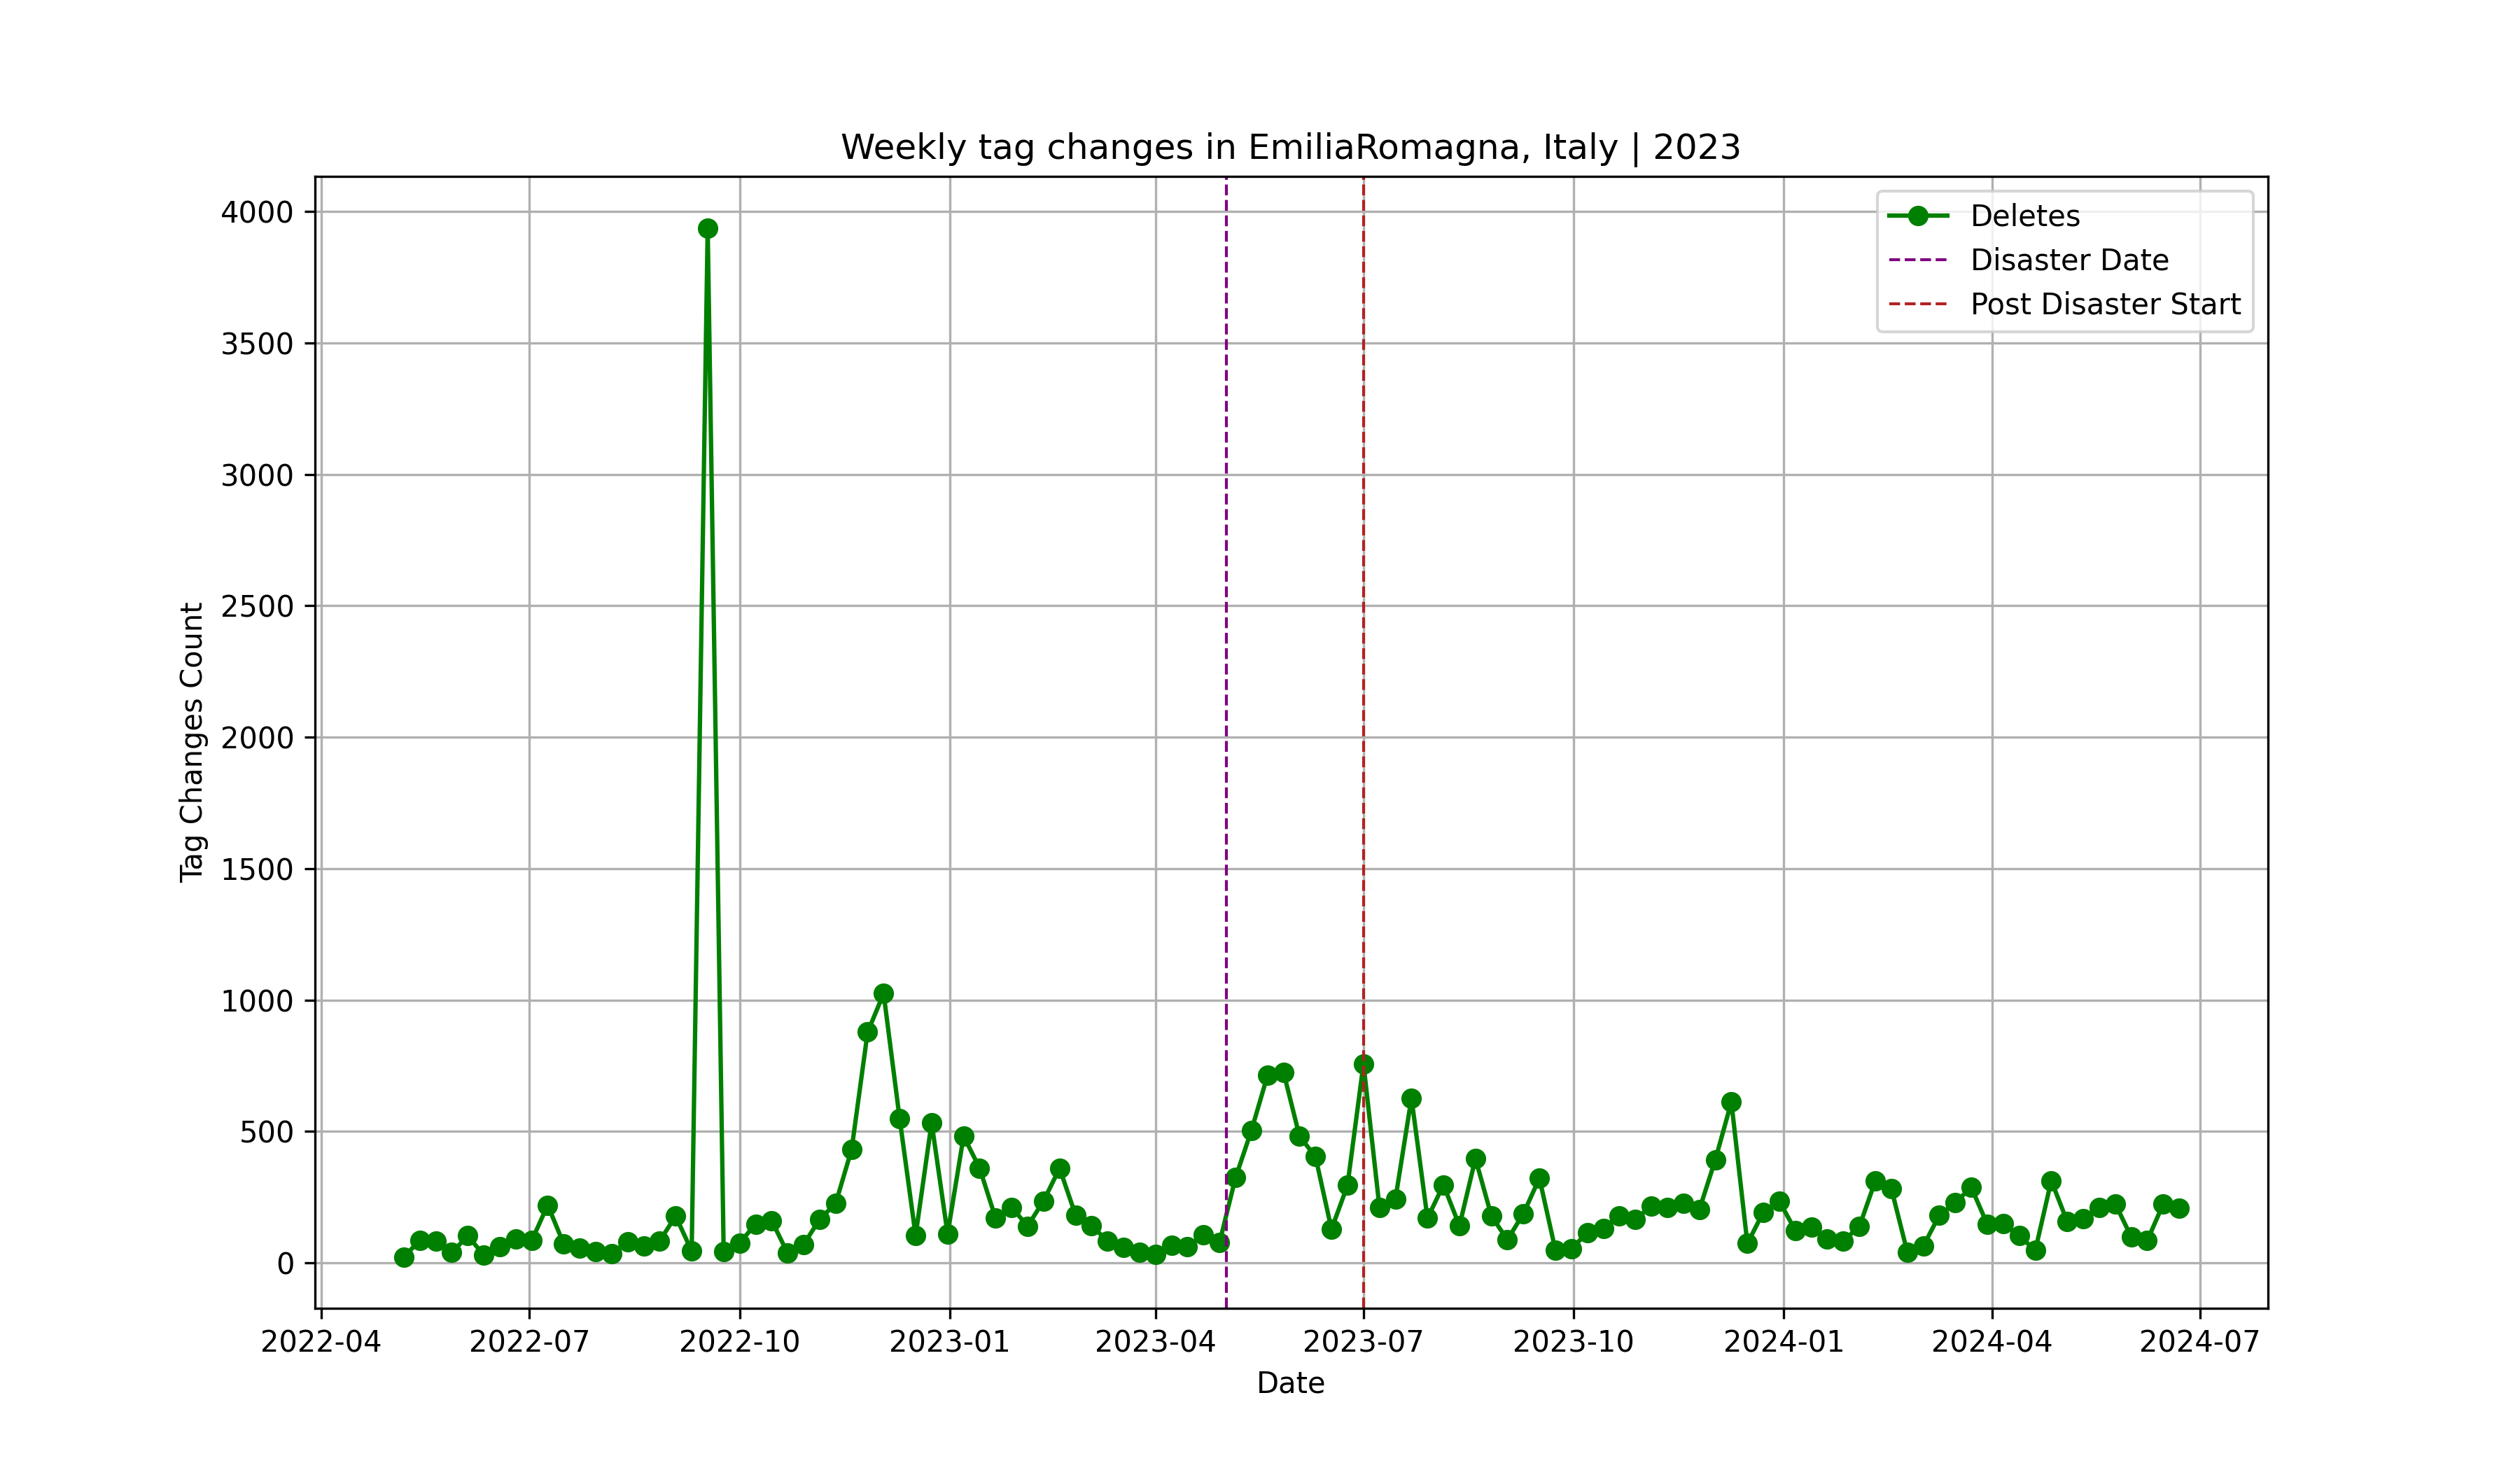 Weekly tag changes in EmiliaRomagna, Italy | 2023
Deletes
Disaster Date
Post Disaster Start
4000
3500
3000
2500
2000
1500
1000
500
0
Tag Changes Count
2022-04 2022-07 2022-10 2023-01 2023-04 2023-07 2023-10 2024-01 2024-04 2024-07
Date